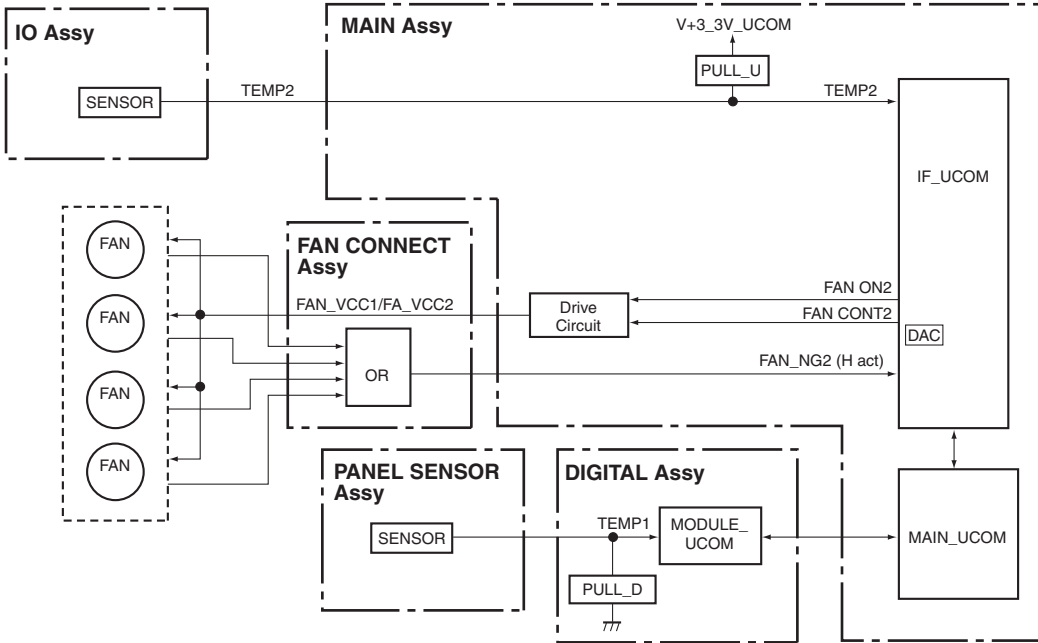 IO Assy
SENSOR
TEMP2
MAIN Assy
V+3_3V_UCOM
PULL_U
TEMP2
IF_UCOM
FAN
FAN
FAN
FAN
FAN CONNECT
Assy
FAN_VCC1/FA_VCC2
OR
Drive
Circuit
FAN ON2
FAN CONT2
DAC
FAN_NG2 (H act)
PANEL SENSOR
Assy
SENSOR
DIGITAL Assy
TEMP1
MODULE_
UCOM
PULL_D
MAIN_UCOM